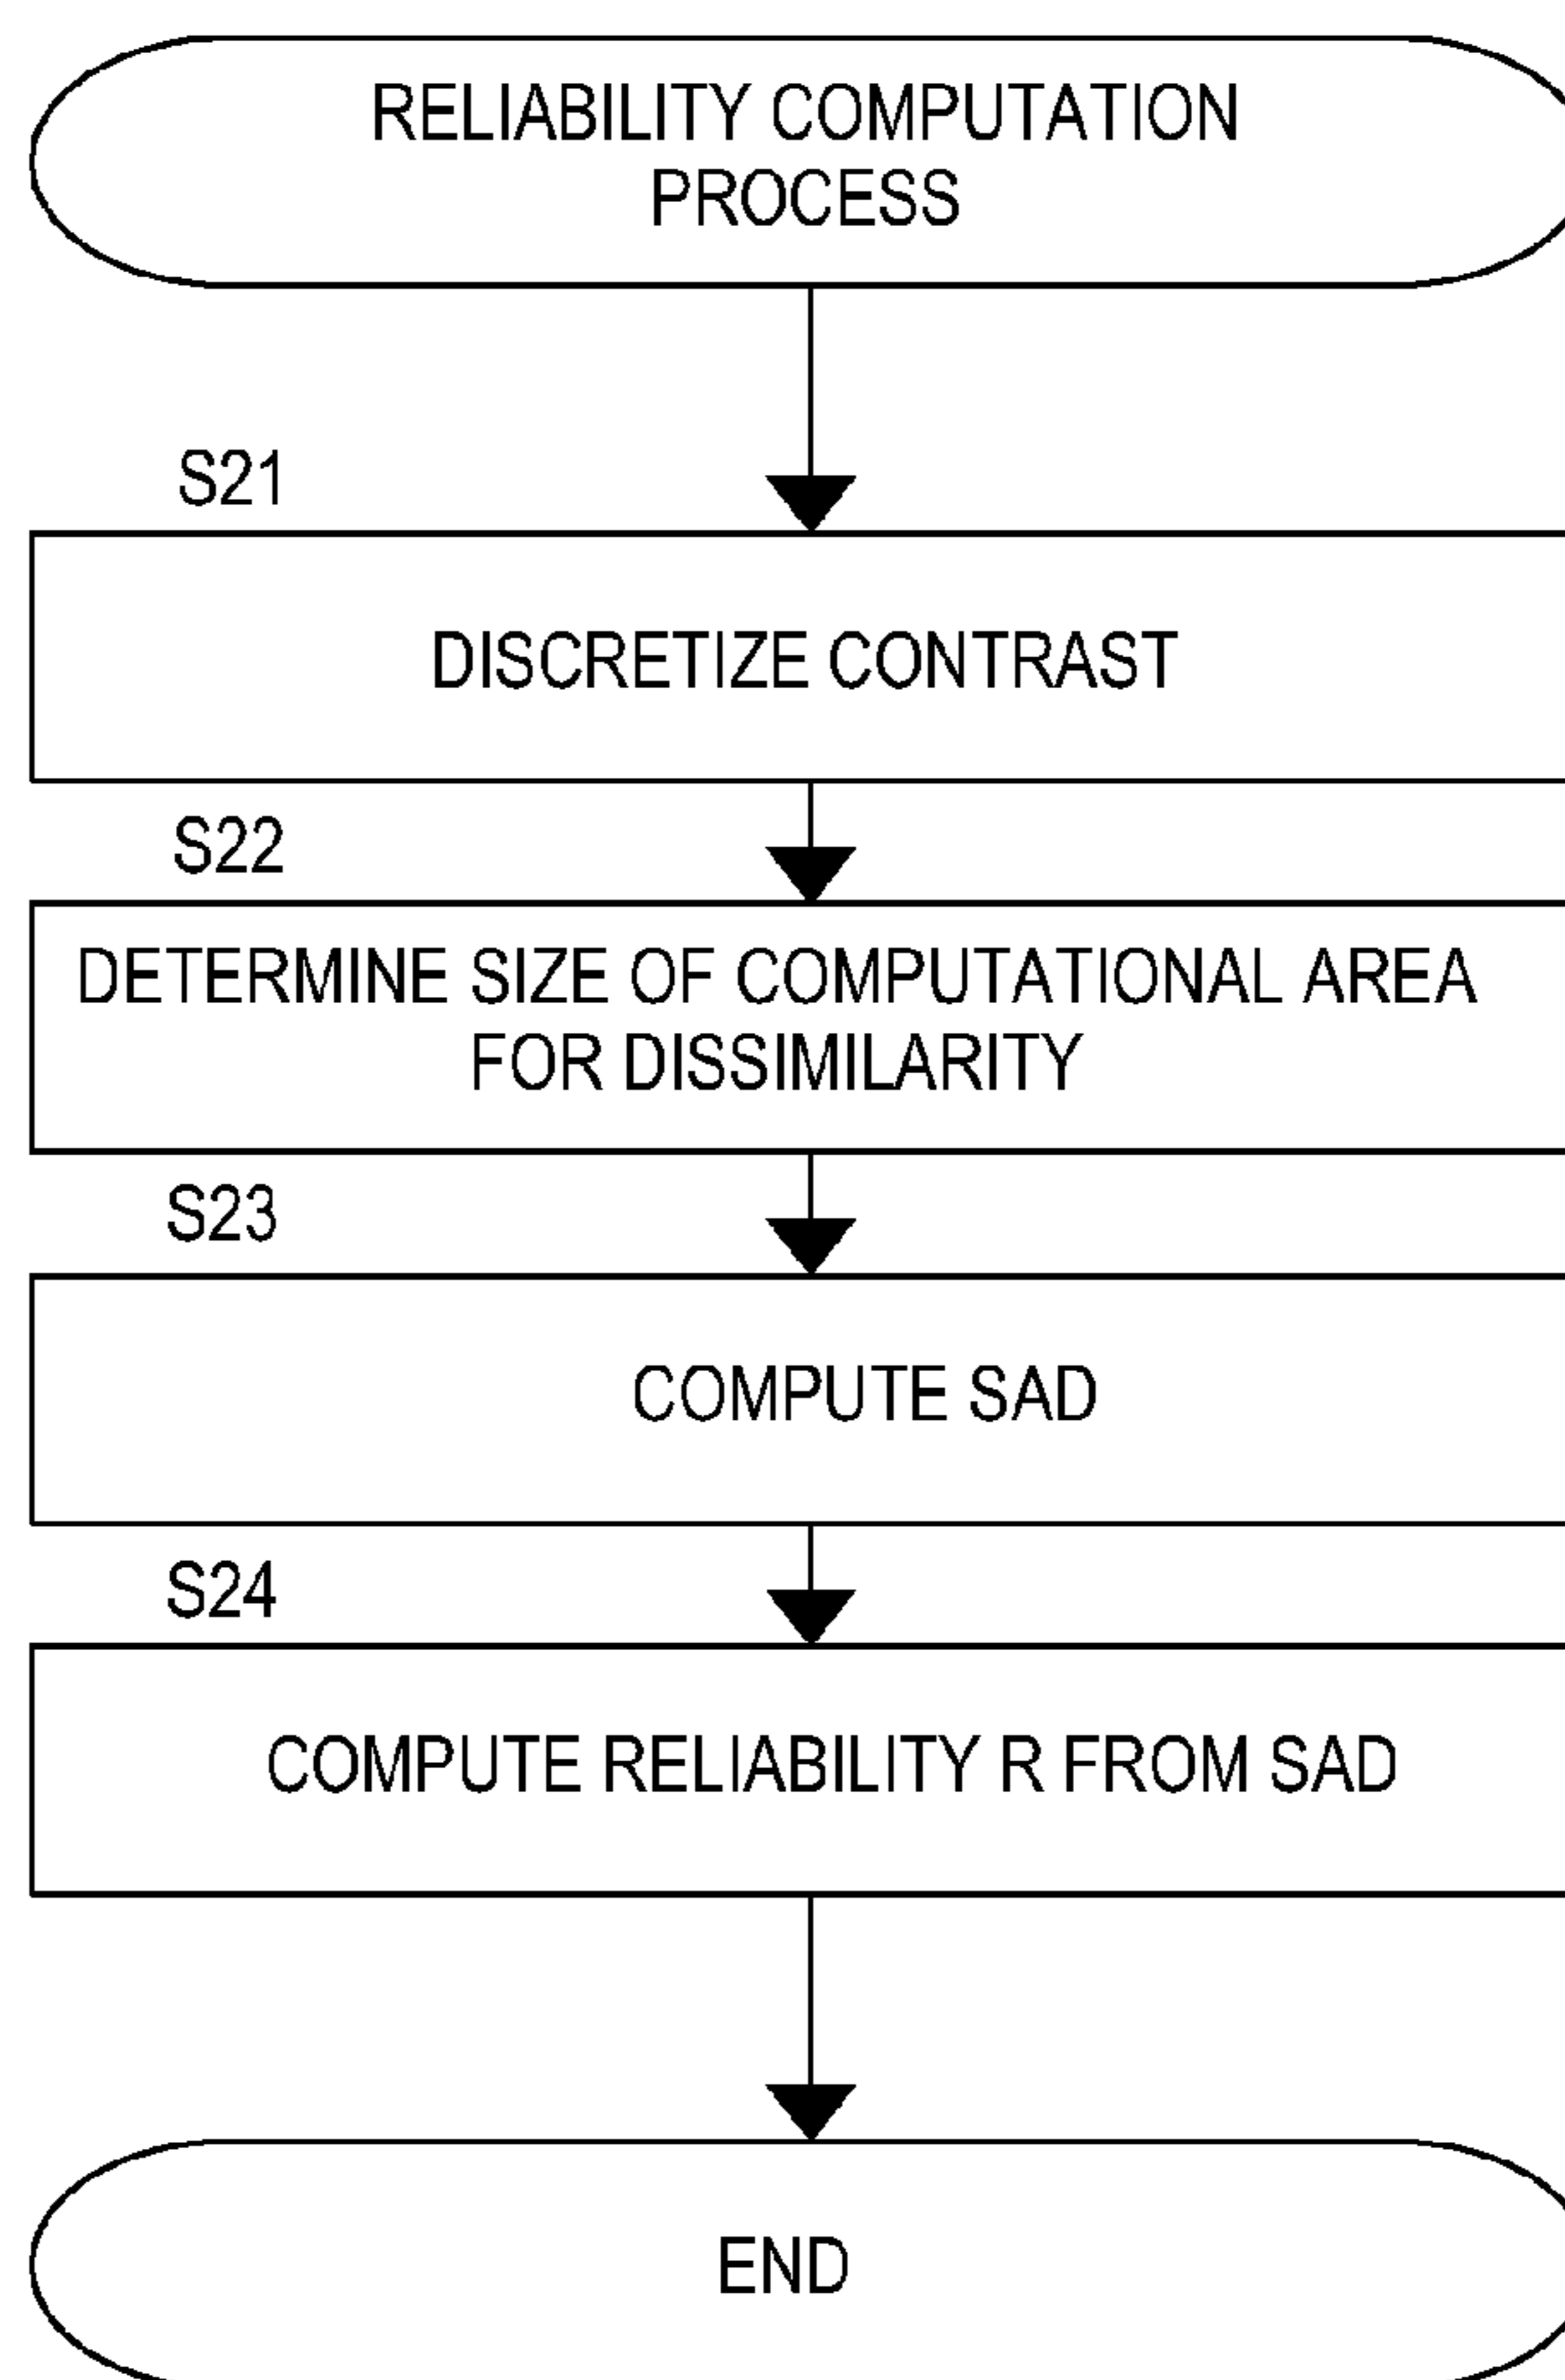 RELIABILITY COMPUTATION
PROCESS
S21
DISCRETIZE CONTRAST
S22
DETERMINE SIZE OF COMPUTATIONAL AREA
FOR DISSIMILARITY
S23
COMPUTE SAD
S24
COMPUTE RELIABILITY R FROM SAD
END